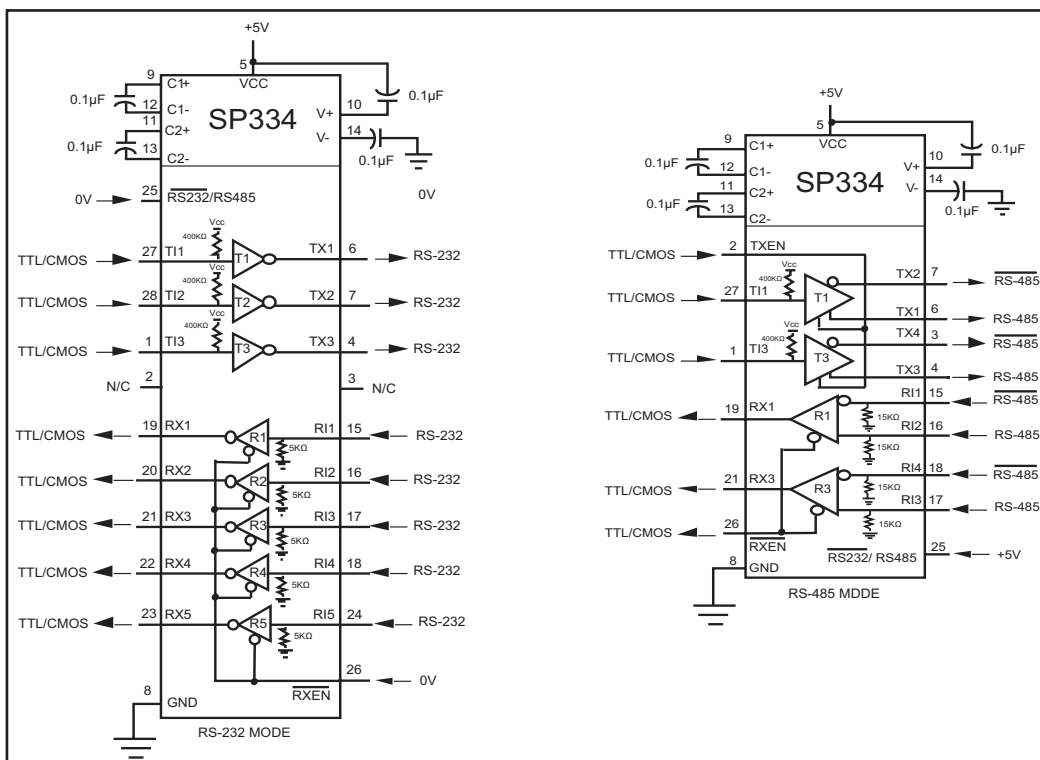 +5V
5
VCC
9 C1+
0.1µF
12 C1-
11 C2+
0.1µF
13 C2-
SP334
V+ 10
0.1µF
V- 14
0.1µF
0V 25 RS232/RS485
0V
Vcc
400KΩ
TTL/CMOS 27 TI1 T1 TX1 6 RS-232
Vcc
400KΩ
TTL/CMOS 28 TI2 T2 TX2 7 RS-232
Vcc
400KΩ
TTL/CMOS 1 TI3 T3 TX3 4 RS-232
N/C 2
3 N/C
TTL/CMOS 19 RX1 R1 RI1 15 RS-232
5KΩ
TTL/CMOS 20 RX2 R2 RI2 16 RS-232
5KΩ
TTL/CMOS 21 RX3 R3 RI3 17 RS-232
5KΩ
TTL/CMOS 22 RX4 R4 RI4 18 RS-232
5KΩ
TTL/CMOS 23 RX5 R5 RI5 24 RS-232
5KΩ
RXEN 26 0V
8 GND
RS-232 MODE
+5V
5
VCC
9 C1+
0.1µF
12 C1-
11 C2+
0.1µF
13 C2-
SP334
V+ 10
0.1µF
V- 14
0.1µF
TTL/CMOS 2 TXEN
Vcc
400KΩ
TX2 7 RS-485
TTL/CMOS 27 TI1 T1
TX1 6 RS-485
Vcc
400KΩ
TX4 3 RS-485
TTL/CMOS 1 TI3 T3
TX3 4 RS-485
RI1 15 RS-485
TTL/CMOS 19 RX1 R1
15KΩ
RI2 16 RS-485
15KΩ
RI4 18 RS-485
TTL/CMOS 21 RX3 R3
15KΩ
RI3 17 RS-485
15KΩ
TTL/CMOS 26 RXEN
RS232/ RS485 25 +5V
8 GND
RS-485 MDDE